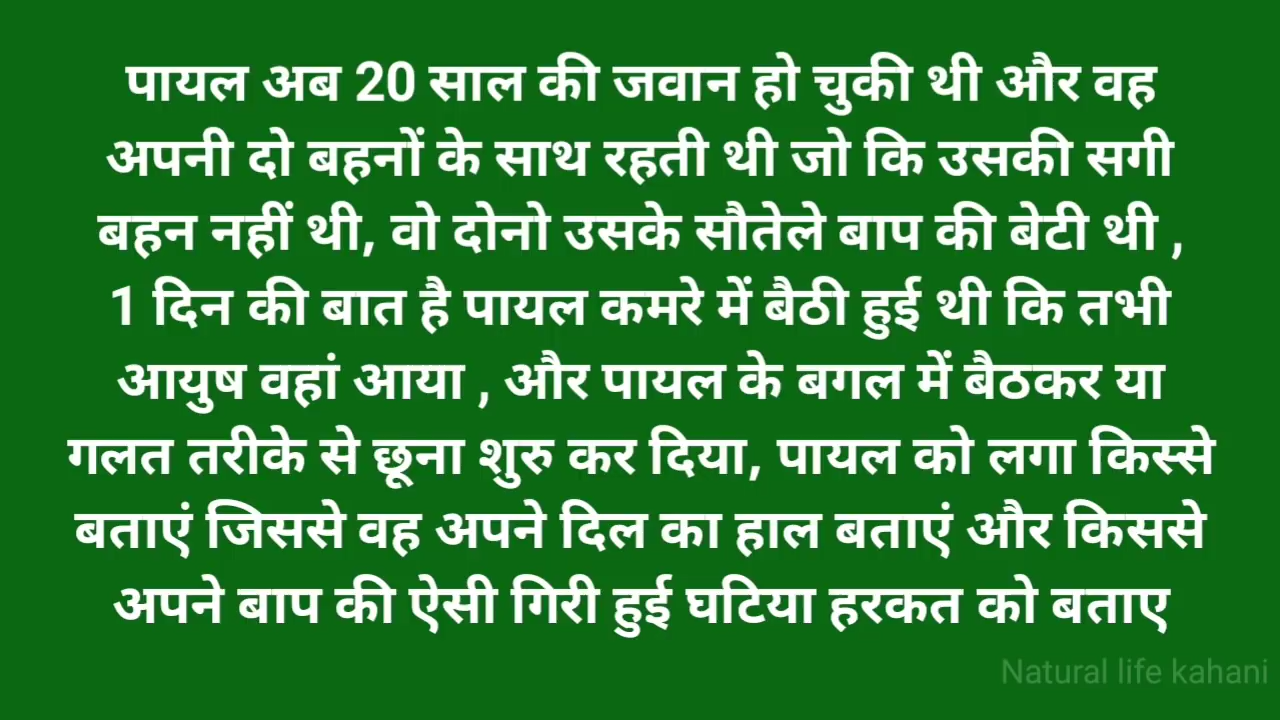 पायल अब 20 साल की जवान हो चुकी थी और वह
अपनी दो बहनों के साथ रहती थी जो कि उसकी सगी
बहन नहीं थी, वो दोनो उसके सौतेले बाप की बेटी थी ,
1 दिन की बात है पायल कमरे में बैठी हुई थी कि तभी
आयुष वहां आया , और पायल के बगल में बैठकर या
गलत तरीके से छूना शुरु कर दिया, पायल को लगा किस्से
बताएं जिससे वह अपने दिल का हाल बताएं और किससे
अपने बाप की ऐसी गिरी हुई घटिया हरकत को बताए
Natural life kahani